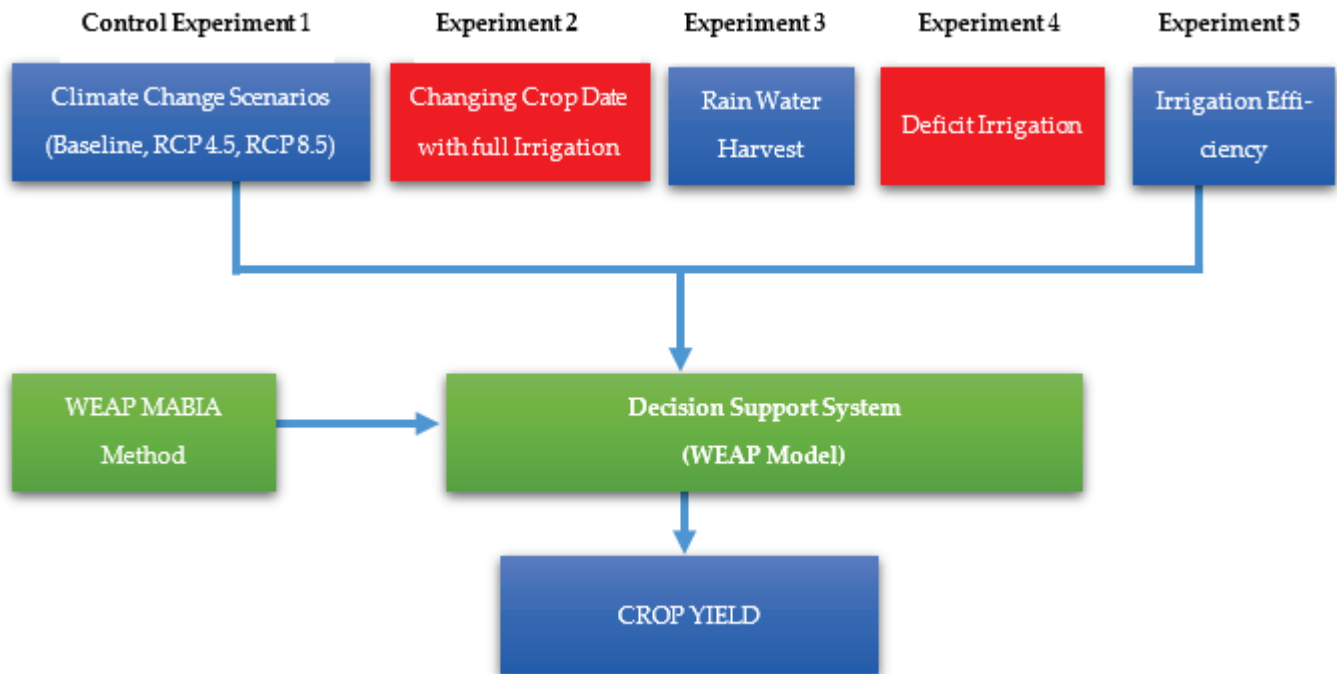 Control Experiment 1
Experiment 2
Experiment 3
Experiment 4
Experiment 5
Climate Change Scenarios
(Baseline, RCP 4.5, RCP 8.5)
Changing Crop Date
with full Irrigation
Rain Water
Harvest
Deficit Irrigation
Irrigation Effi-
ciency
WEAP MABIA
Method
Decision Support System
(WEAP Model)
CROP YIELD